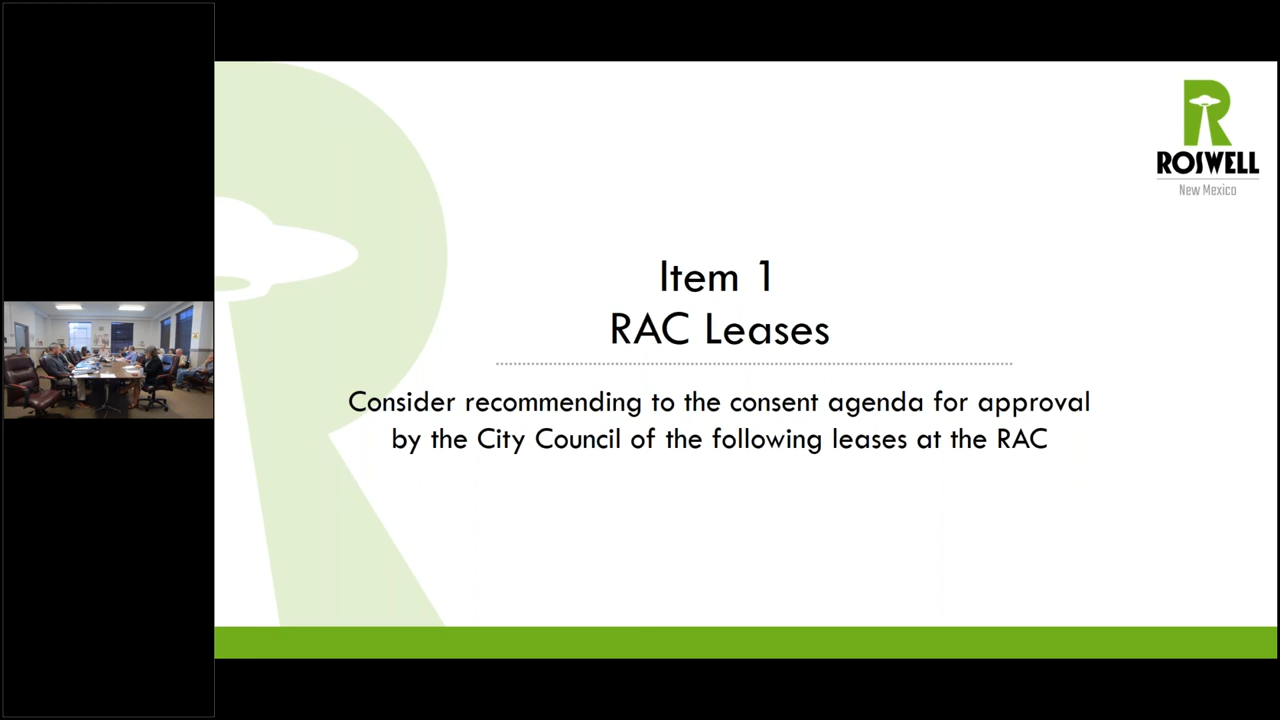 ROSWELL
New Mexico
Item 1
RAC Leases
Consider recommending to the consent agenda for approval
by the City Council of the following leases at the RAC